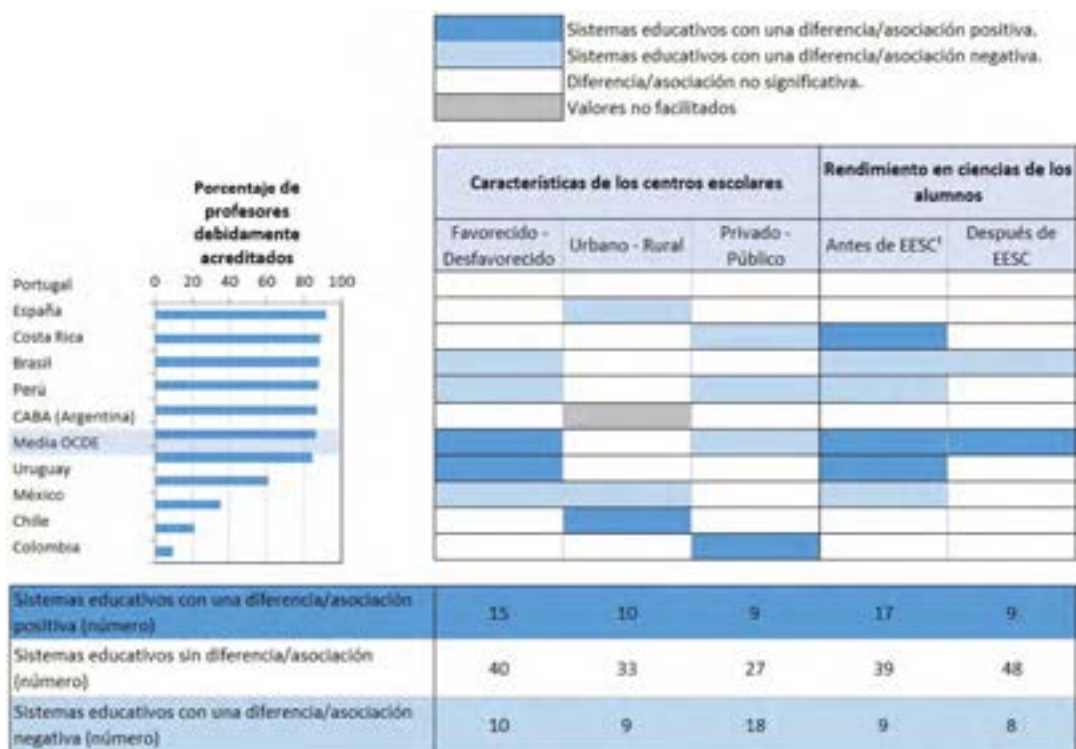 Sistemas educativos con una diferencia/asociación positiva.
Sistemas educativos con una diferencia/asociación negativa.
Diferencia/asociación no significativa.
Valores no facilitados
Porcentaje de
profesores
debidamente
acreditados
Características de los centros escolares
Rendimiento en ciencias de los
alumnos
Favorecido -
Desfavorecido
Urbano - Rural
Privado -
Público
Antes de EESC¹
Después de
EESC
0 20 40 60 80 100
Portugal
España
Costa Rica
Brasil
Perú
CABA (Argentina)
Media OCDE
Uruguay
México
Chile
Colombia
Sistemas educativos con una diferencia/asociación
positiva (número)
15 10 9 17 9
Sistemas educativos sin diferencia/asociación
(número)
40 33 27 39 48
Sistemas educativos con una diferencia/asociación
negativa (número)
10 9 18 9 8